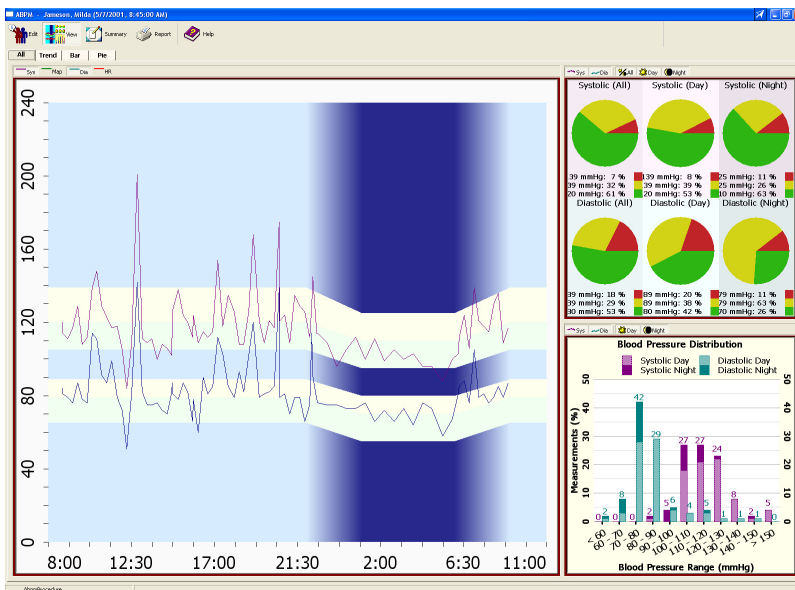 ABPM - Jameson, Milda (5/7/2001, 8:45:00 AM)
Edit View Summary Report Help
All Trend Bar Pie
Sys Map Dia HR
240
200
160
120
80
40
0
8:00 12:30 17:00 21:30 2:00 6:30 11:00
Sys Dia All Day Night
Systolic (All) Systolic (Day) Systolic (Night)
39 mmHg: 7 % 139 mmHg: 8 % 25 mmHg: 11 %
39 mmHg: 32 % 39 mmHg: 39 % 25 mmHg: 26 %
20 mmHg: 61 % 20 mmHg: 53 % 10 mmHg: 63 %
Diastolic (All) Diastolic (Day) Diastolic (Night)
39 mmHg: 18 % 89 mmHg: 20 % 79 mmHg: 11 %
39 mmHg: 29 % 89 mmHg: 38 % 79 mmHg: 63 %
30 mmHg: 53 % 80 mmHg: 42 % 70 mmHg: 26 %
Sys Dia Day Night
Blood Pressure Distribution
Systolic Day Diastolic Day
Systolic Night Diastolic Night
Measurements (%)
50 50
40 40
30 30
20 20
10 10
0 0
0 2 0 8 0 42 2 29 5 6 27 4 27 5 24 1 8 1 2 1 5 0
< 60 60 - 70 70 - 80 80 - 90 90 - 100 100 - 110 110 - 120 120 - 130 130 - 140 140 - 150 > 150
Blood Pressure Range (mmHg)